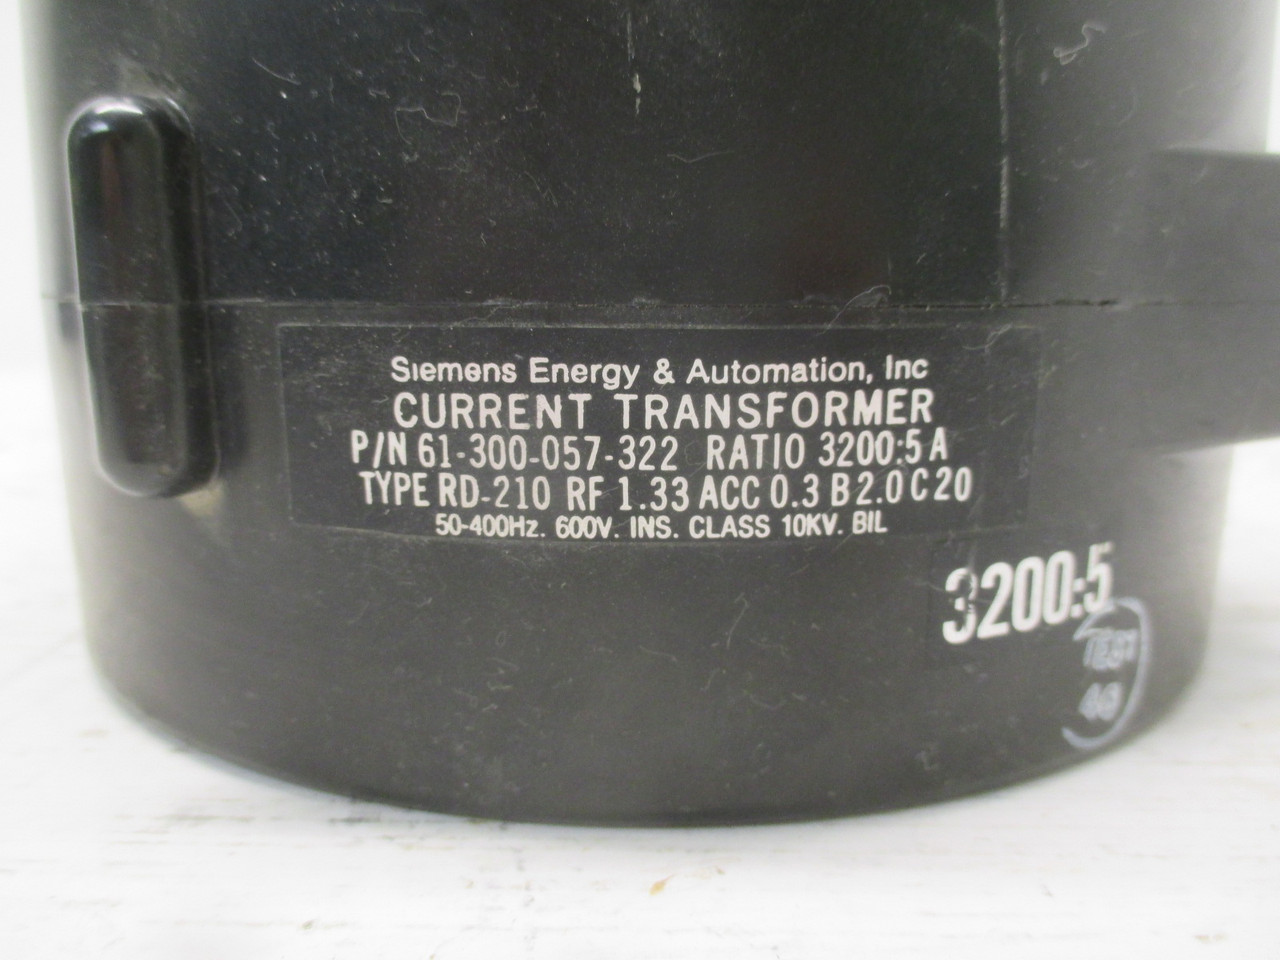 Siemens Energy & Automation, Inc
CURRENT TRANSFORMER
P/N 61-300-057-322 RATIO 3200:5 A
TYPE RD-210 RF 1.33 ACC 0.3 B 2.0 C 20
50-400Hz. 600V. INS. CLASS 10KV. BIL
3200:5
TEST